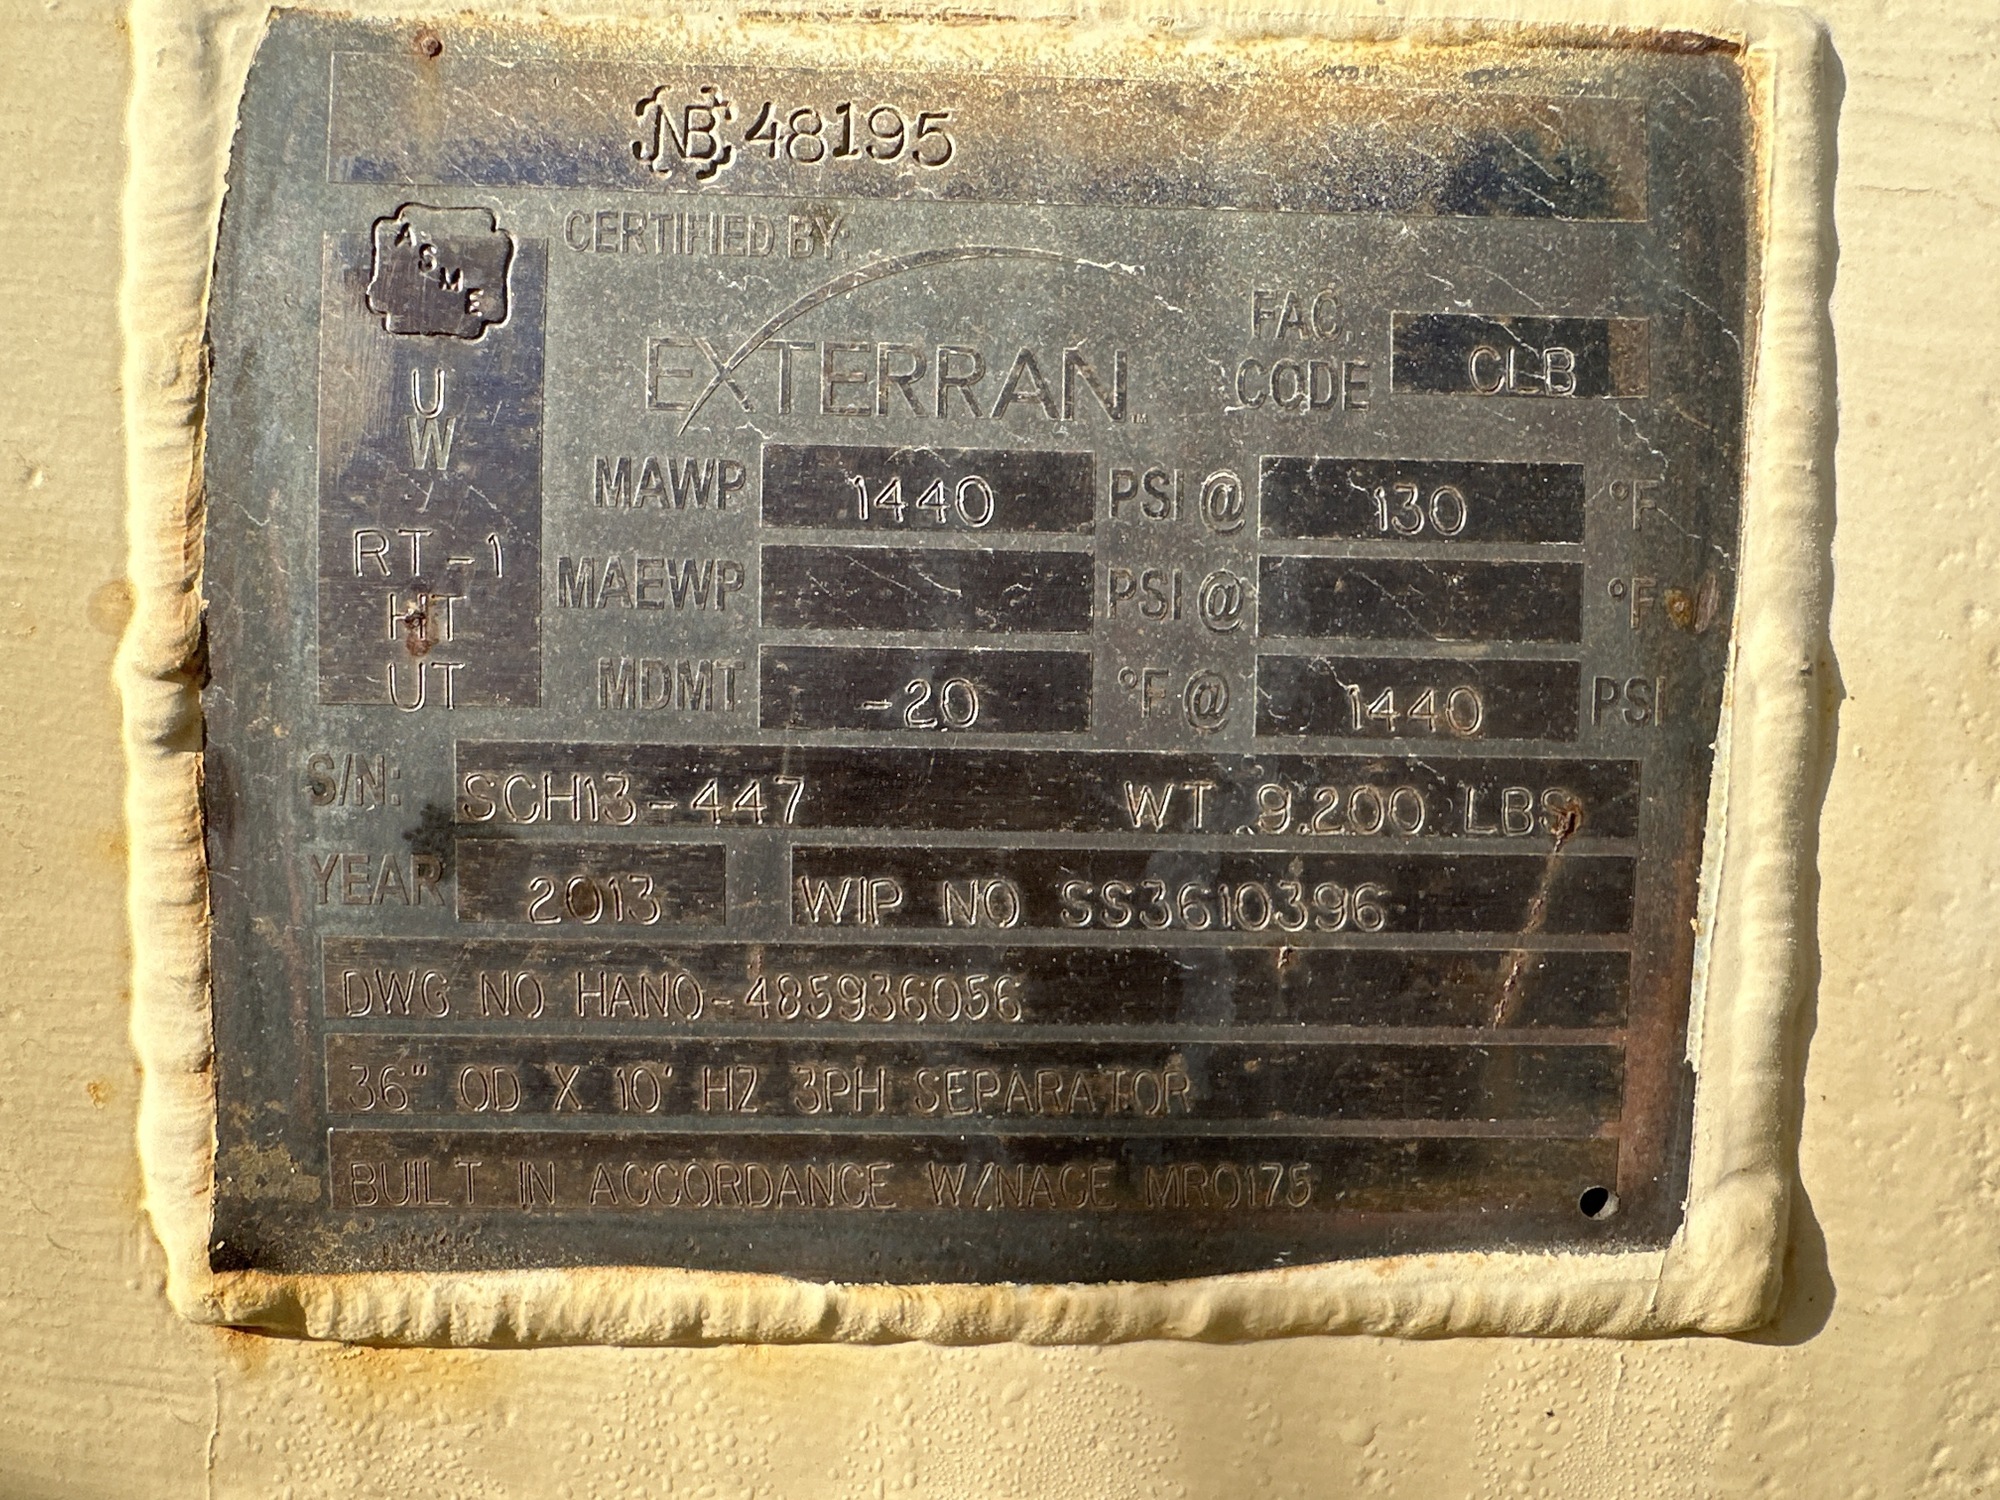 NB 48195
ASME
CERTIFIED BY:
EXTERRAN™
FAC. CODE CLB
U
W
RT-1
HT
UT
MAWP 1440 PSI @ 130 °F
MAEWP PSI @ °F
MDMT -20 °F @ 1440 PSI
S/N: SCH13-447 WT 9,200 LBS
YEAR 2013 WIP NO SS3610396
DWG NO HANO-485936056
36" OD X 10' HZ 3PH SEPARATOR
BUILT IN ACCORDANCE W/NACE MR0175